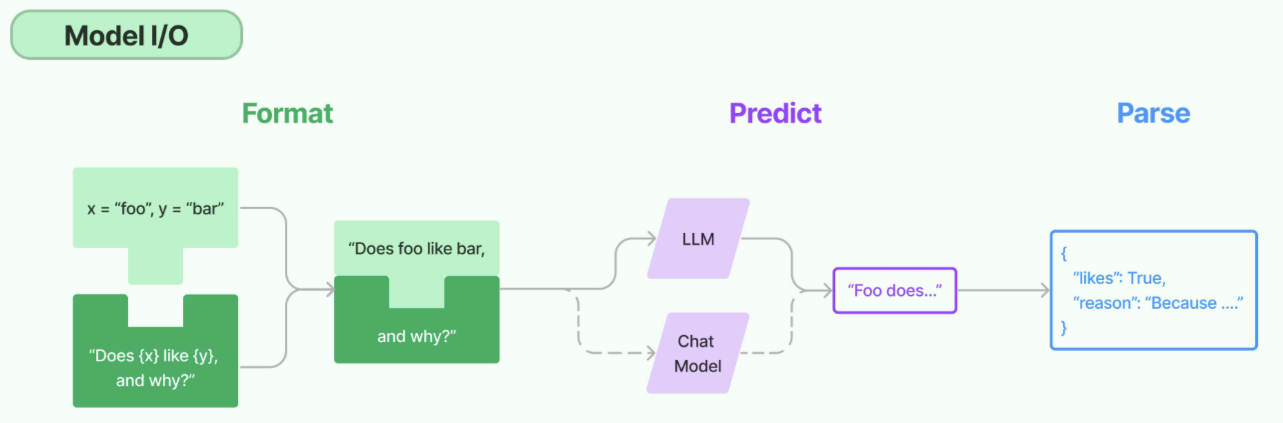 Model I/O
Format
Predict
Parse
x = “foo”, y = “bar”
“Does {x} like {y},
and why?”
“Does foo like bar,
and why?”
LLM
Chat
Model
“Foo does...”
{
“likes”: True,
“reason”: “Because ....”
}